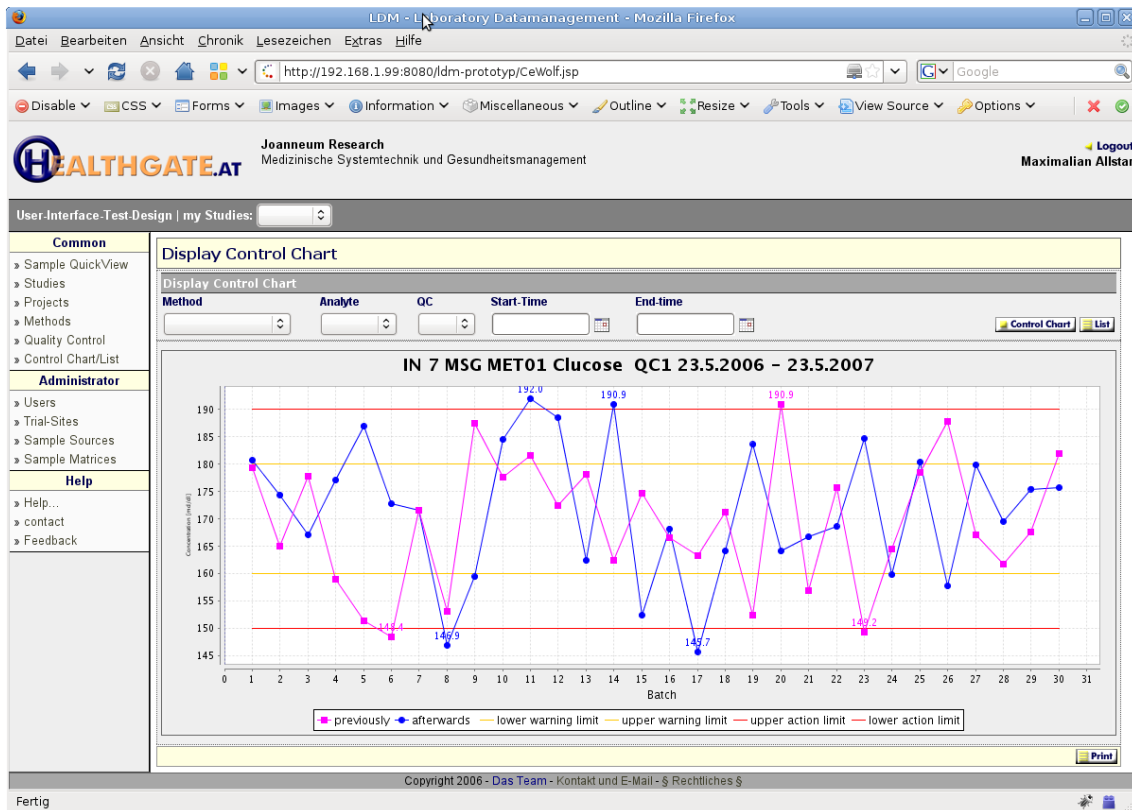 LDM - Laboratory Datamanagement - Mozilla Firefox
Datei Bearbeiten Ansicht Chronik Lesezeichen Extras Hilfe
http://192.168.1.99:8080/ldm-prototyp/CeWolf.jsp
Google
Disable CSS Forms Images Information Miscellaneous Outline Resize Tools View Source Options
HEALTHGATE.AT
Joanneum Research
Medizinische Systemtechnik und Gesundheitsmanagement
Logout
Maximilian Allstar
User-Interface-Test-Design | my Studies:
Common
» Sample QuickView
» Studies
» Projects
» Methods
» Quality Control
» Control Chart/List
Administrator
» Users
» Trial-Sites
» Sample Sources
» Sample Matrices
Help
» Help...
» contact
» Feedback
Display Control Chart
Display Control Chart
Method Analyte QC Start-Time End-time
Control Chart List
IN 7 MSG MET01 Clucose QC1 23.5.2006 - 23.5.2007
192.0 190.9 190.9
190
185
180
175
170
165
160
155
150
145
148.4 146.9 145.7 149.2
0 1 2 3 4 5 6 7 8 9 10 11 12 13 14 15 16 17 18 19 20 21 22 23 24 25 26 27 28 29 30 31
Batch
previously afterwards lower warning limit upper warning limit upper action limit lower action limit
Print
Copyright 2006 - Das Team - Kontakt und E-Mail - § Rechtliches §
Fertig